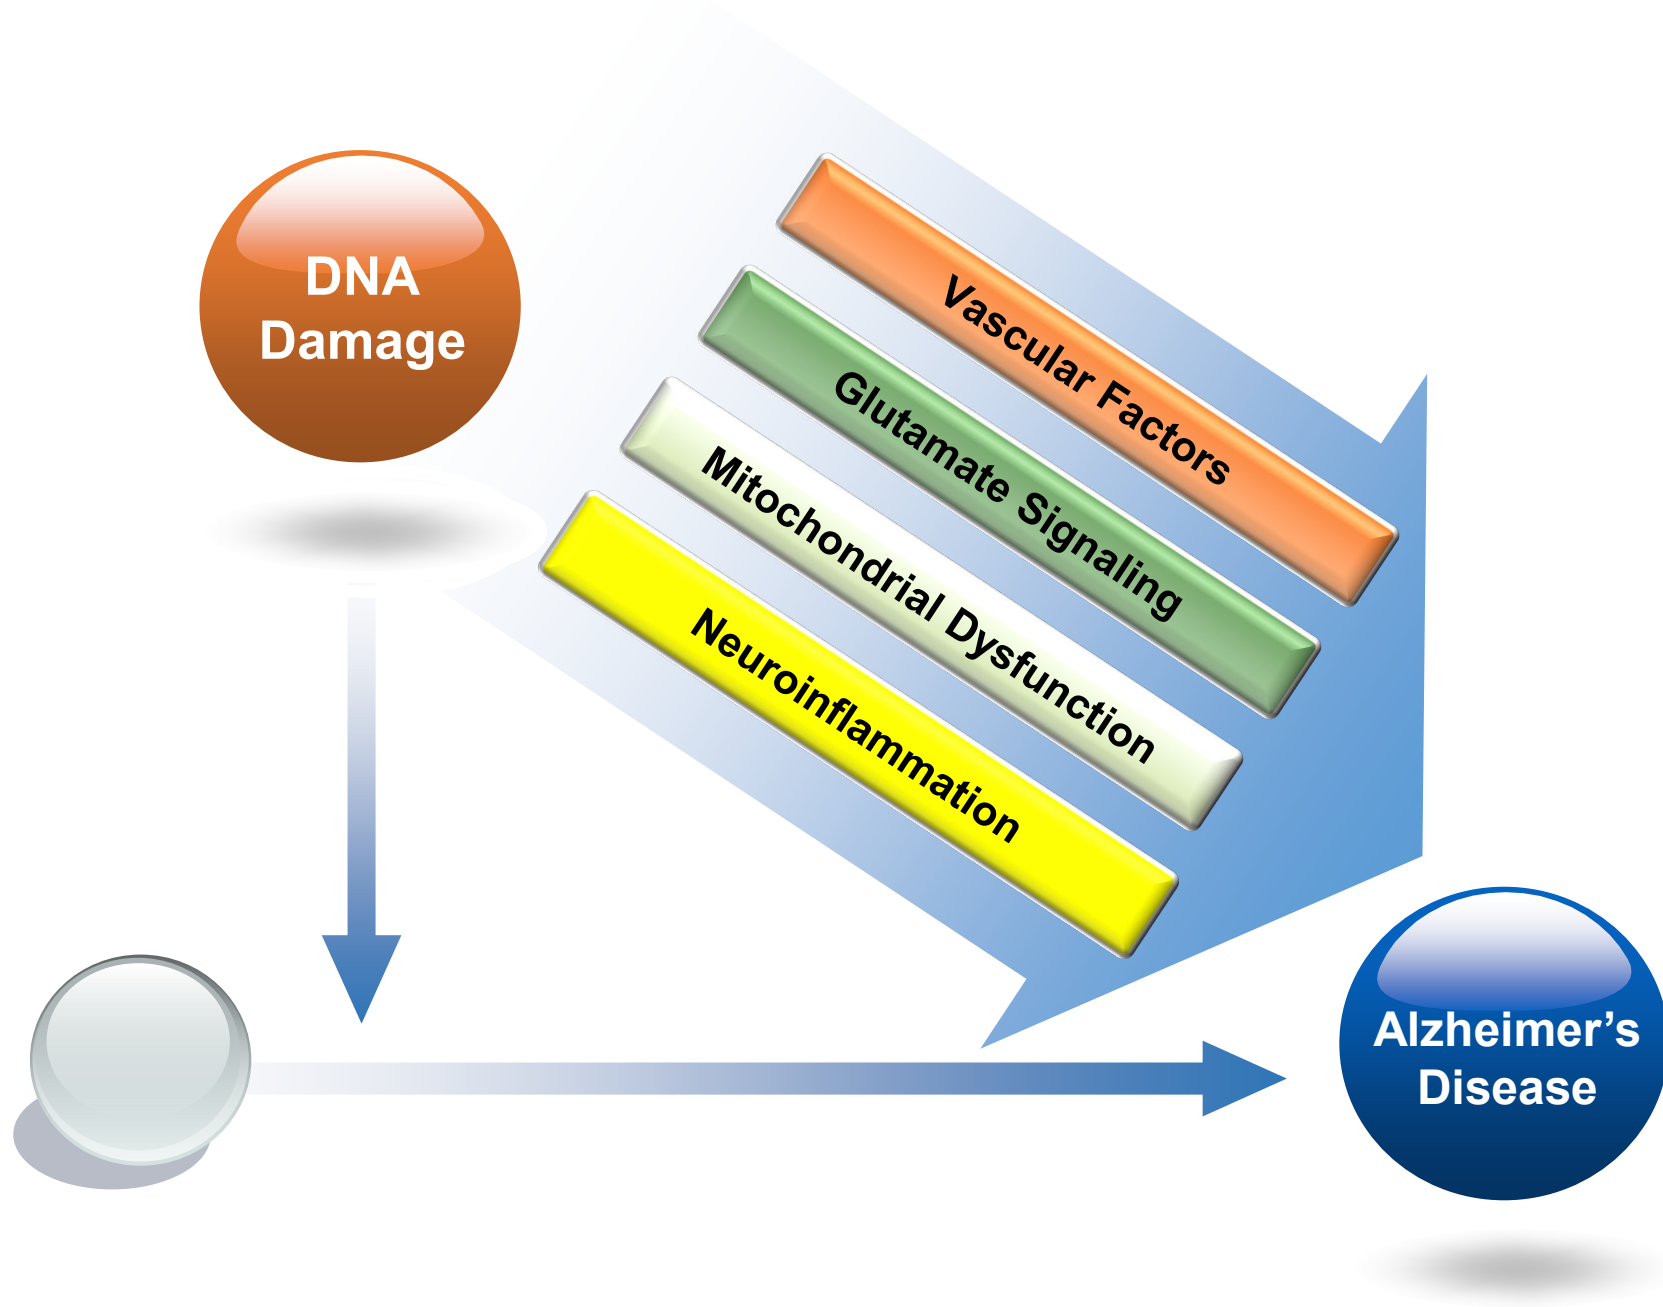 DNA
Damage
Vascular Factors
Glutamate Signaling
Mitochondrial Dysfunction
Neuroinflammation
Alzheimer’s
Disease